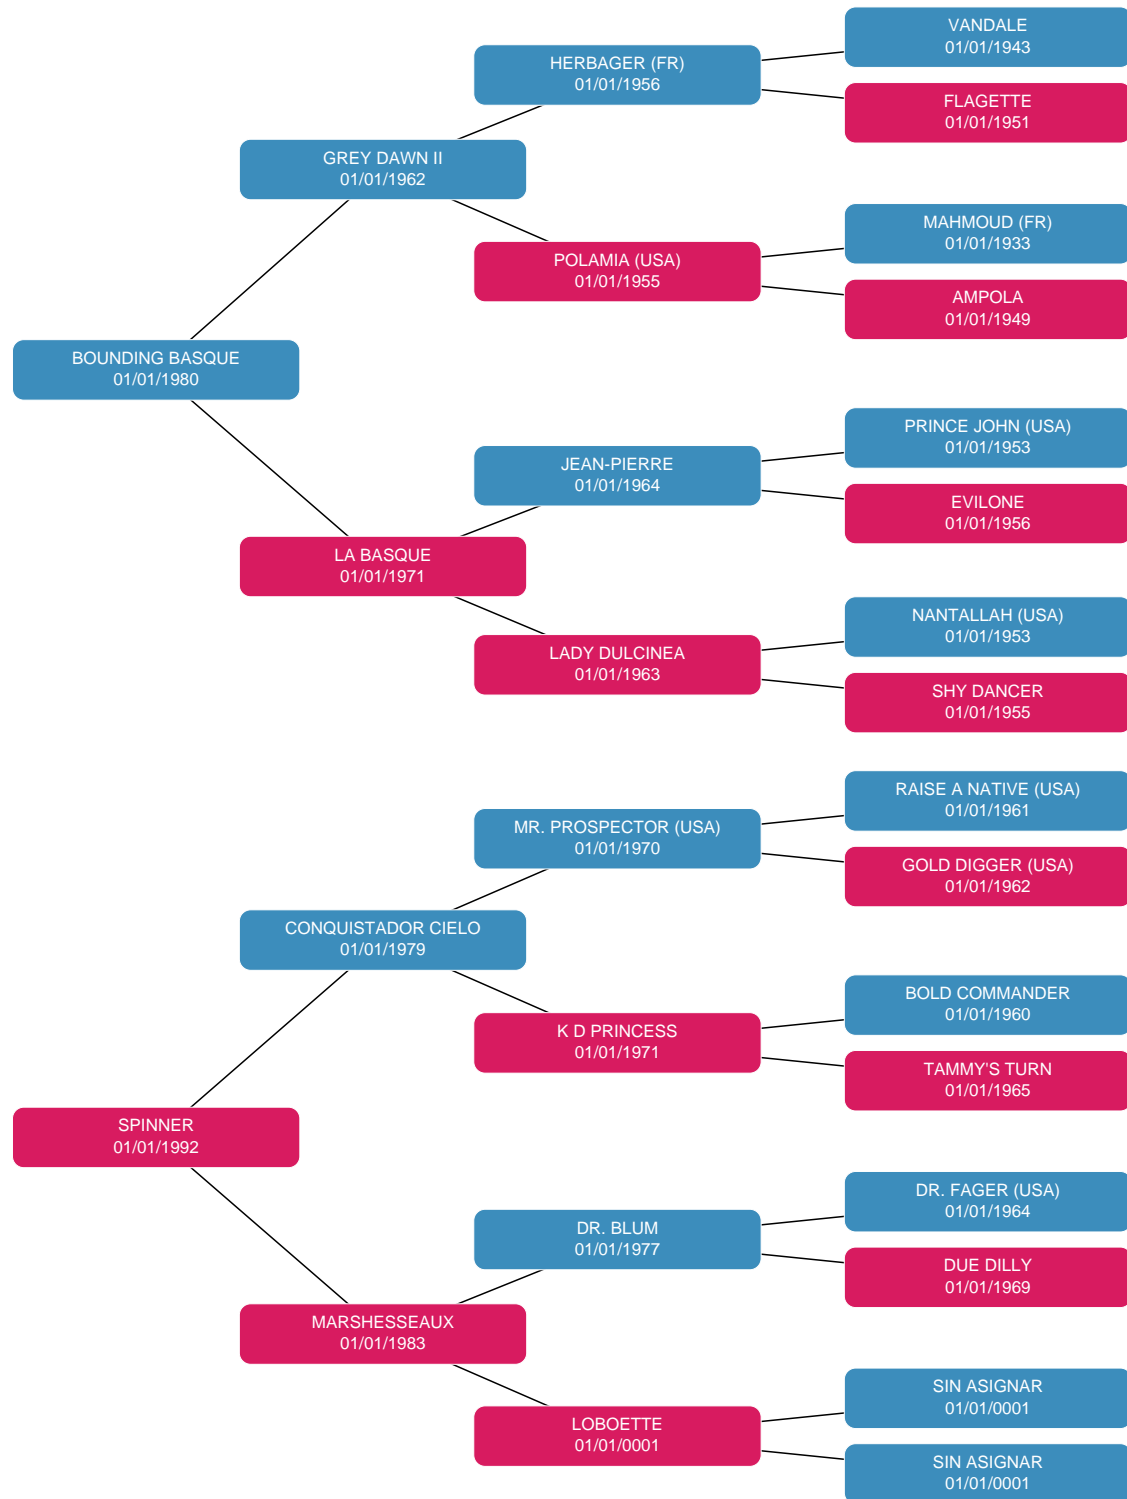 VANDALE
01/01/1943
HERBAGER (FR)
01/01/1956
FLAGETTE
01/01/1951
GREY DAWN II
01/01/1962
MAHMOUD (FR)
01/01/1933
POLAMIA (USA)
01/01/1955
AMPOLA
01/01/1949
BOUNDING BASQUE
01/01/1980
PRINCE JOHN (USA)
01/01/1953
JEAN-PIERRE
01/01/1964
EVILONE
01/01/1956
LA BASQUE
01/01/1971
NANTALLAH (USA)
01/01/1953
LADY DULCINEA
01/01/1963
SHY DANCER
01/01/1955
RAISE A NATIVE (USA)
01/01/1961
MR. PROSPECTOR (USA)
01/01/1970
GOLD DIGGER (USA)
01/01/1962
CONQUISTADOR CIELO
01/01/1979
BOLD COMMANDER
01/01/1960
K D PRINCESS
01/01/1971
TAMMY'S TURN
01/01/1965
SPINNER
01/01/1992
DR. FAGER (USA)
01/01/1964
DR. BLUM
01/01/1977
DUE DILLY
01/01/1969
MARSHESSEAUX
01/01/1983
SIN ASIGNAR
01/01/0001
LOBOETTE
01/01/0001
SIN ASIGNAR
01/01/0001